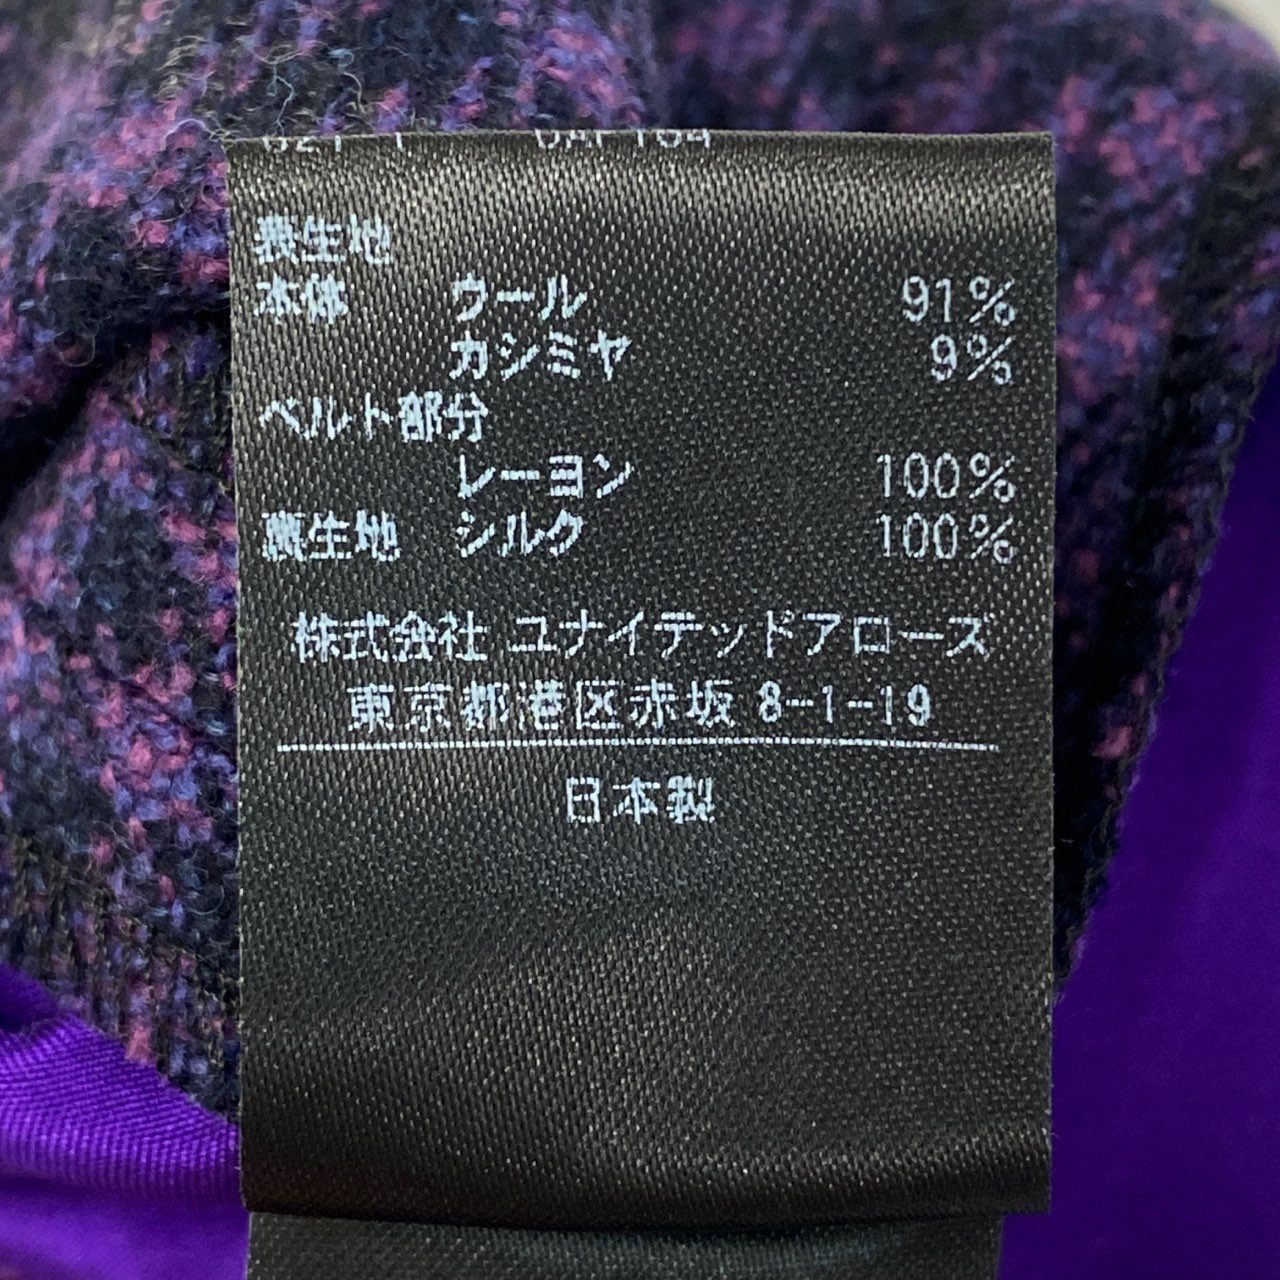 表生地
本体 ウール 91%
カシミヤ 9%
ベルト部分
レーヨン 100%
裏生地 シルク 100%
株式会社 ユナイテッドアローズ
東京都港区赤坂 8-1-19
日本製